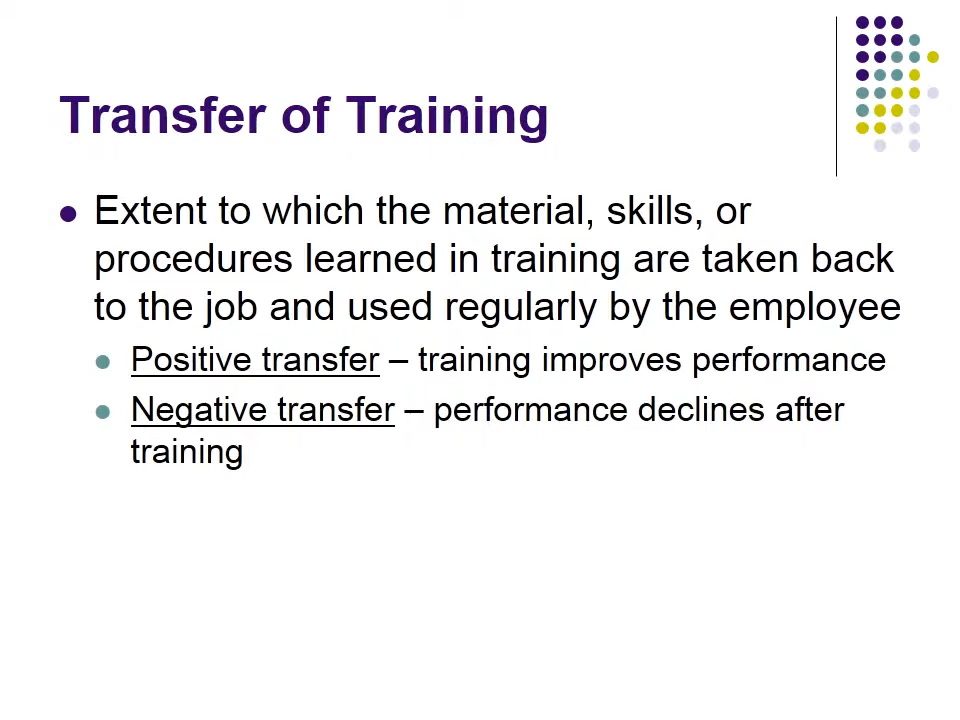 Transfer of Training
Extent to which the material, skills, or
procedures learned in training are taken back
to the job and used regularly by the employee
Positive transfer – training improves performance
Negative transfer – performance declines after
training